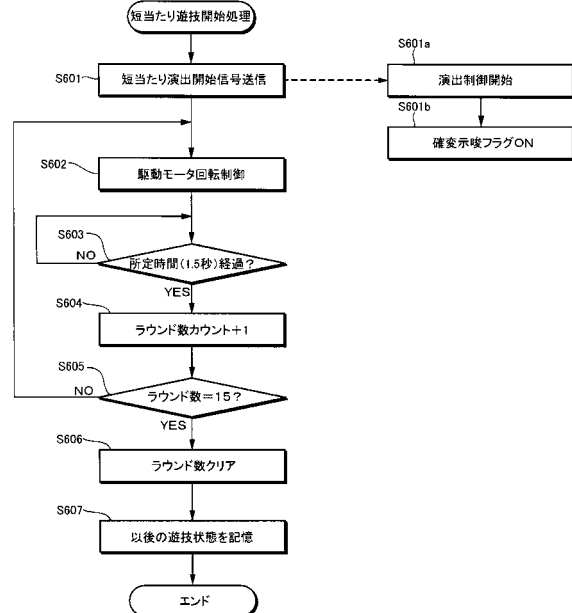 短当たり遊技開始処理
S601
短当たり演出開始信号送信
S601a
演出制御開始
S601b
確変示唆フラグON
S602
駆動モータ回転制御
S603
所定時間(1.5秒)経過?
NO
YES
S604
ラウンド数カウント+1
S605
ラウンド数=15?
NO
YES
S606
ラウンド数クリア
S607
以後の遊技状態を記憶
エンド